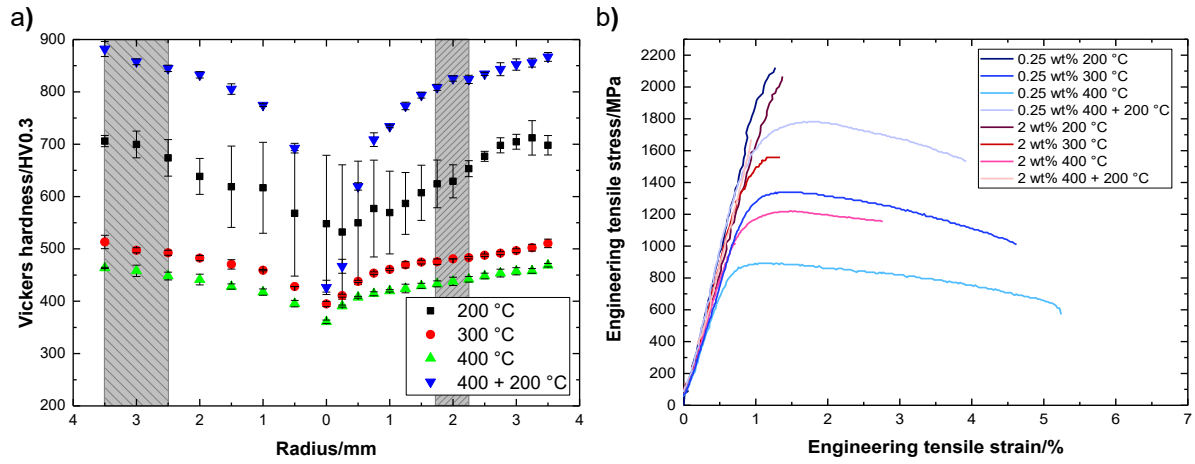 a)
Vickers hardness/HV0.3
900
800
700
600
500
400
300
200
4 3 2 1 0 1 2 3 4
Radius/mm
200 °C
300 °C
400 °C
400 + 200 °C
b)
Engineering tensile stress/MPa
2200
2000
1800
1600
1400
1200
1000
800
600
400
200
0
0 1 2 3 4 5 6 7
Engineering tensile strain/%
0.25 wt% 200 °C
0.25 wt% 300 °C
0.25 wt% 400 °C
0.25 wt% 400 + 200 °C
2 wt% 200 °C
2 wt% 300 °C
2 wt% 400 °C
2 wt% 400 + 200 °C